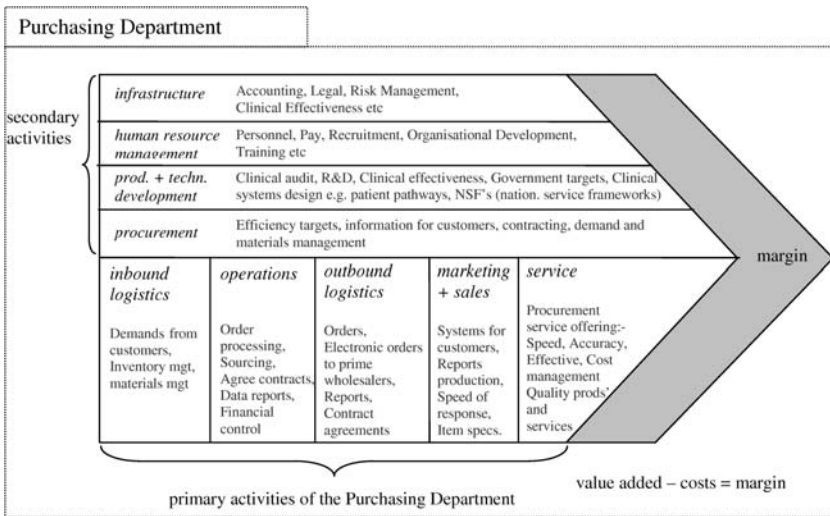 Purchasing Department
secondary
activities
infrastructure
Accounting, Legal, Risk Management,
Clinical Effectiveness etc
human resource
management
Personnel, Pay, Recruitment, Organisational Development,
Training etc
prod. + techn.
development
Clinical audit, R&D, Clinical effectiveness, Government targets, Clinical
systems design e.g. patient pathways, NSF's (nation. service frameworks)
procurement
Efficiency targets, information for customers, contracting, demand and
materials management
inbound
logistics
Demands from
customers,
Inventory mgt,
materials mgt
operations
Order
processing,
Sourcing,
Agree contracts,
Data reports,
Financial
control
outbound
logistics
Orders,
Electronic orders
to prime
wholesalers,
Reports,
Contract
agreements
marketing
+ sales
Systems for
customers,
Reports
production,
Speed of
response,
Item specs.
service
Procurement
service offering:-
Speed, Accuracy,
Effective, Cost
management
Quality prods'
and
services
margin
primary activities of the Purchasing Department
value added – costs = margin